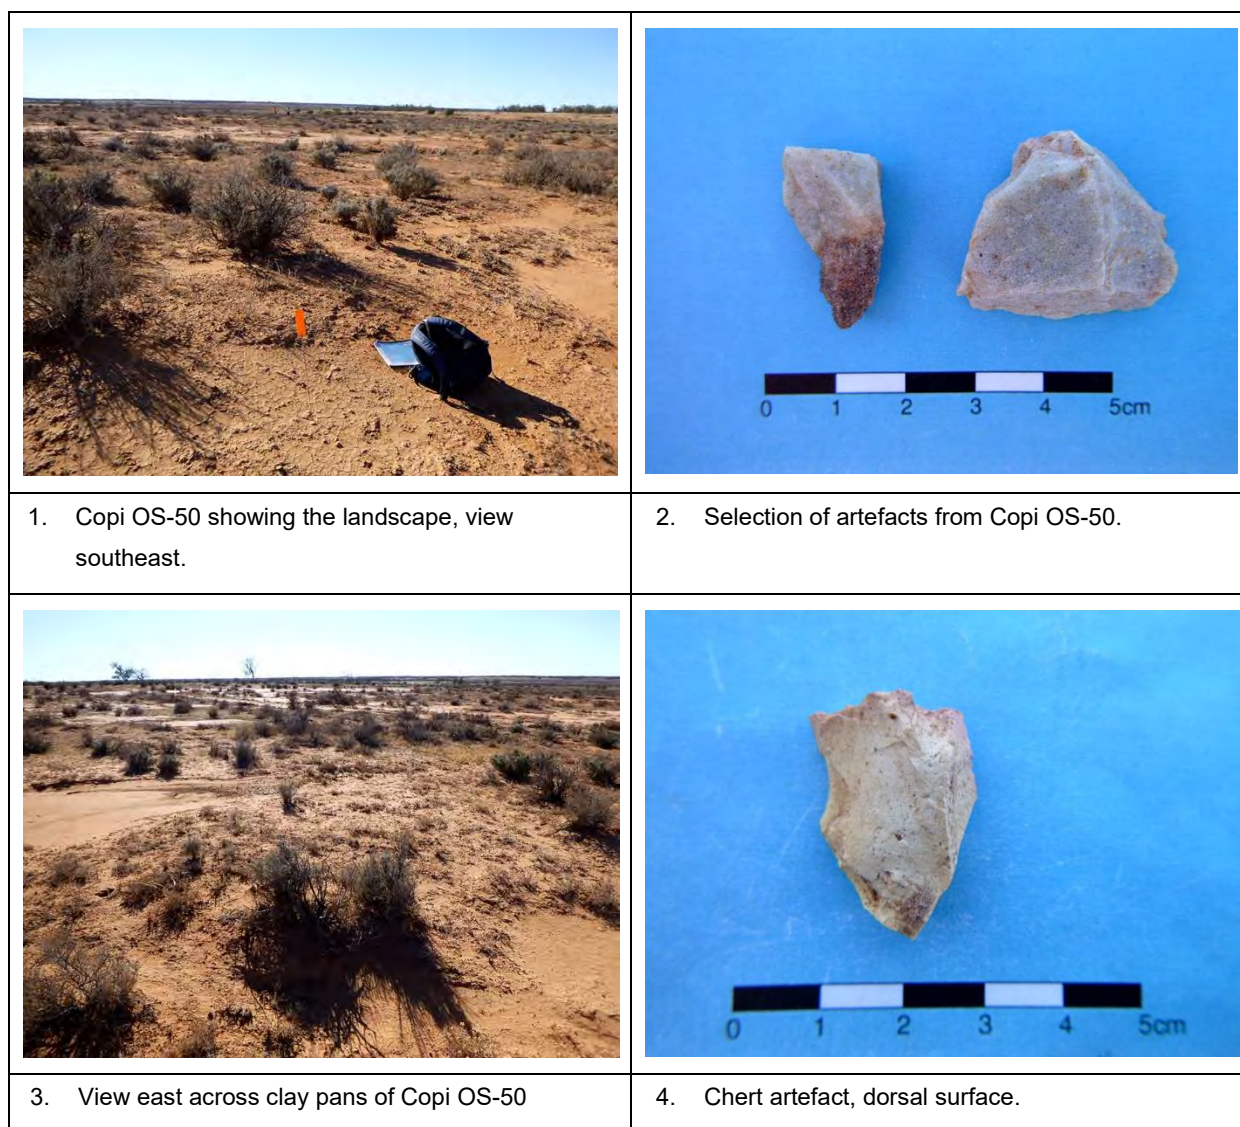 0 1 2 3 4 5cm
1. Copi OS-50 showing the landscape, view
southeast.
2. Selection of artefacts from Copi OS-50.
0 1 2 3 4 5cm
3. View east across clay pans of Copi OS-50
4. Chert artefact, dorsal surface.